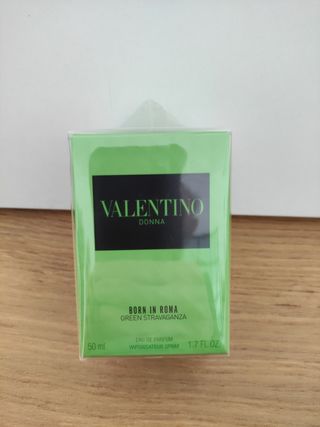 VALENTINO
DONNA
BORN IN ROMA
GREEN STRAVAGANZA
EAU DE PARFUM
50 ml VAPORISATEUR SPRAY 1.7 FL OZ